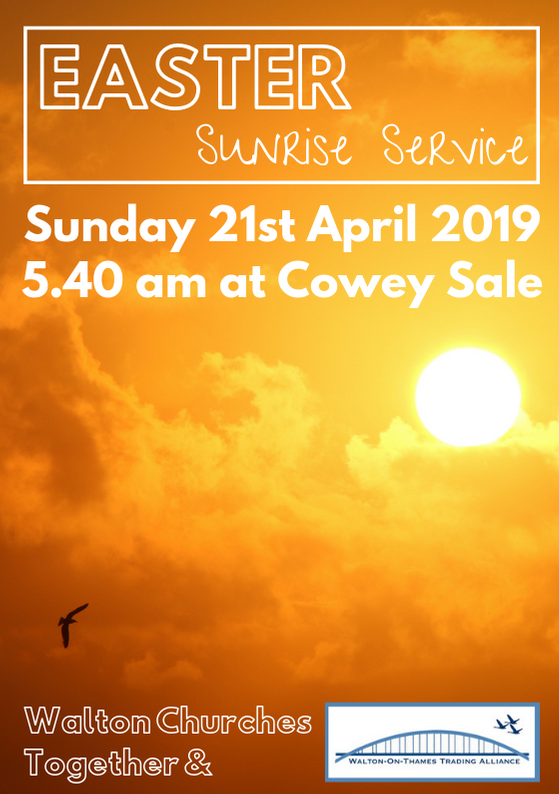 EASTER
Sunrise Service
Sunday 21st April 2019
5.40 am at Cowey Sale
Walton Churches
Together &
WALTON-ON-THAMES TRADING ALLIANCE